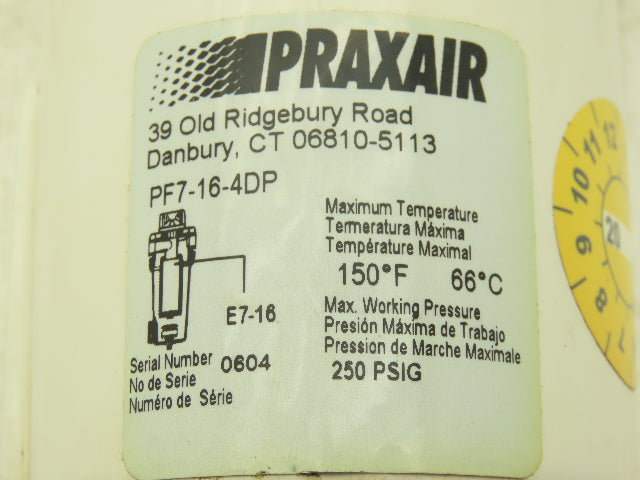 PRAXAIR
39 Old Ridgebury Road
Danbury, CT 06810-5113
PF7-16-4DP
E7-16
Serial Number 0604
No de Serie
Numéro de Série
Maximum Temperature
Termeratura Máxima
Température Maximal
150°F 66°C
Max. Working Pressure
Presión Máxima de Trabajo
Pression de Marche Maximale
250 PSIG
12
11
10
9
8
7
20